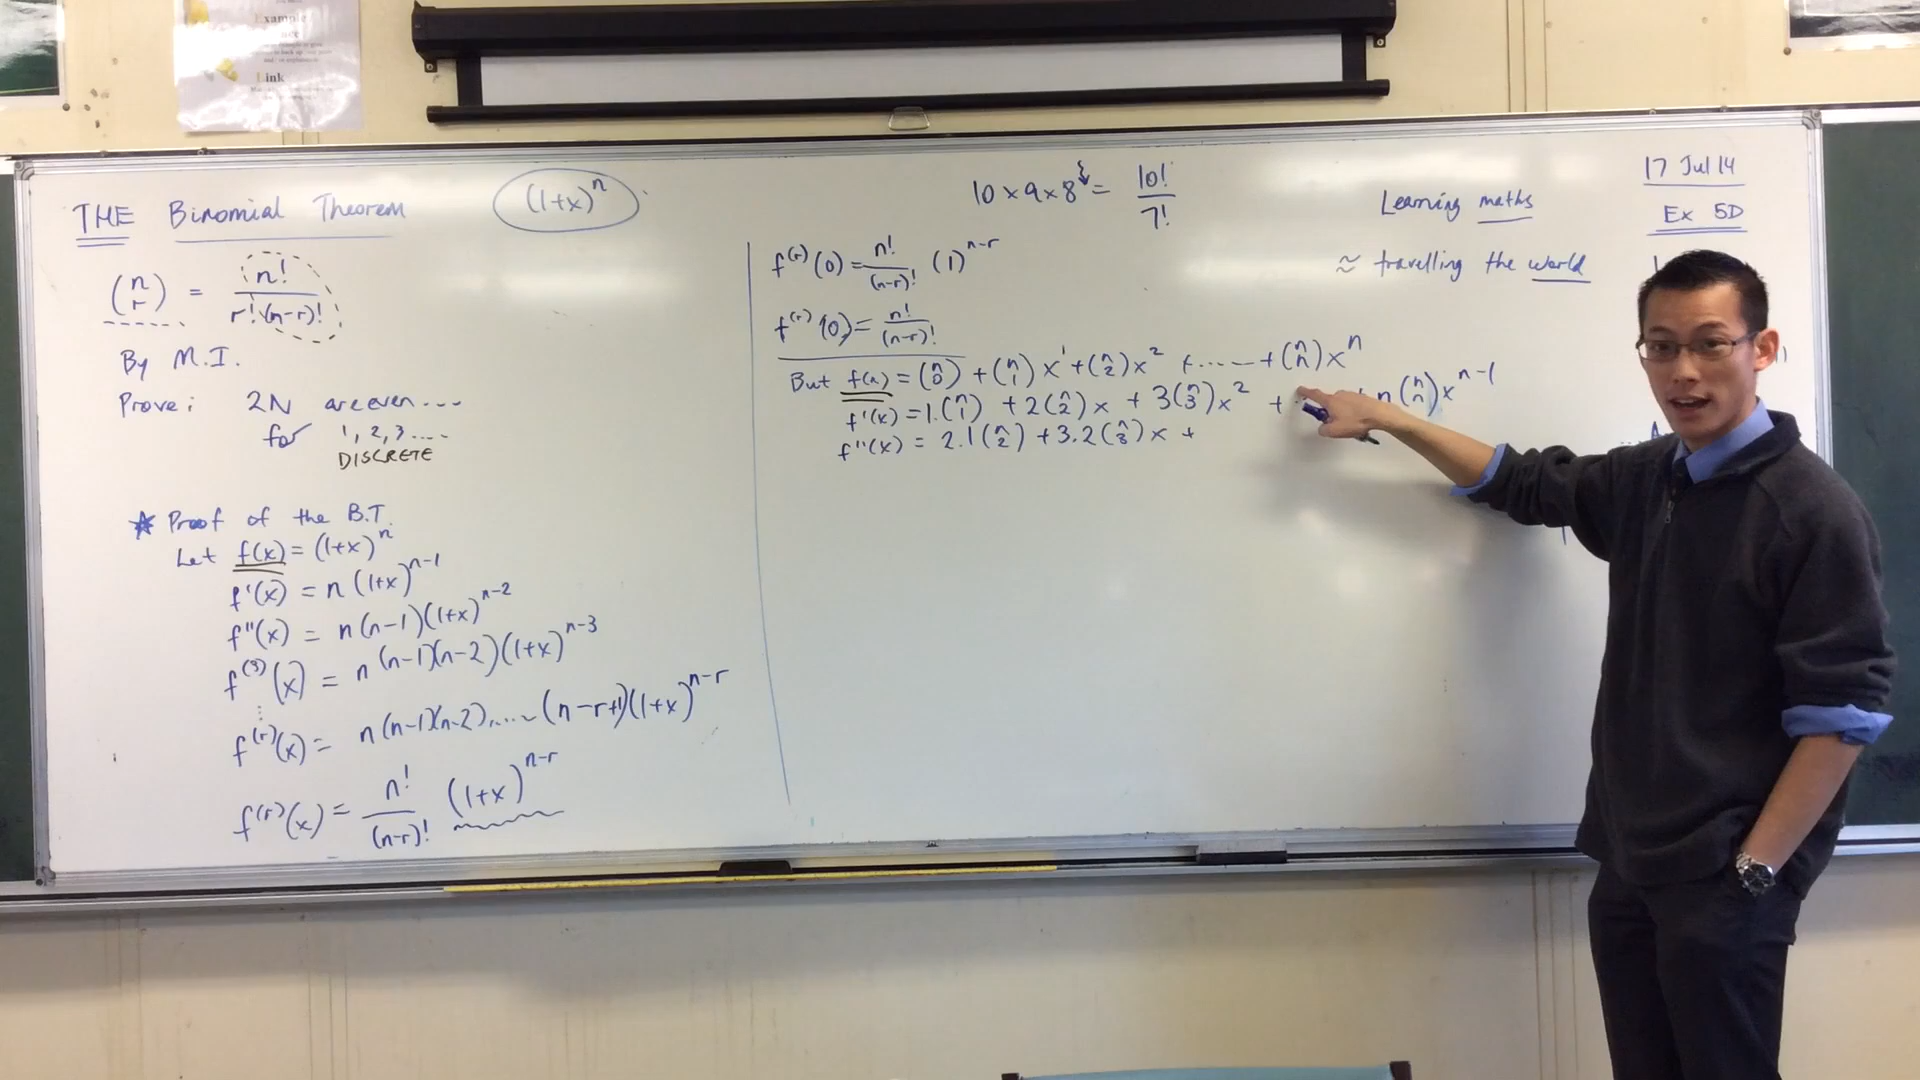 Example
Link
THE Binomial Theorem (1+x)^n
(n r) = n! / r!(n-r)!
By M.I.
Prove: 2N are even...
for 1, 2, 3....
DISCRETE
* Proof of the B.T.
Let f(x) = (1+x)^n
f'(x) = n(1+x)^(n-1)
f''(x) = n(n-1)(1+x)^(n-2)
f^(3)(x) = n(n-1)(n-2)(1+x)^(n-3)
⋮
f^(r)(x) = n(n-1)(n-2)....(n-r+1)(1+x)^(n-r)
f^(r)(x) = n! / (n-r)! (1+x)^(n-r)
10 × 9 × 8 = 10! / 7!
f^(r)(0) = n! / (n-r)! (1)^(n-r)
f^(r)(0) = n! / (n-r)!
But f(x) = (n 0) + (n 1)x^1 + (n 2)x^2 + ..... + (n n)x^n
f'(x) = 1.(n 1) + 2(n 2)x + 3(n 3)x^2 + n(n n)x^(n-1)
f''(x) = 2.1(n 2) + 3.2(n 3)x +
Learning maths
≈ travelling the world
17 Jul 14
Ex 5D